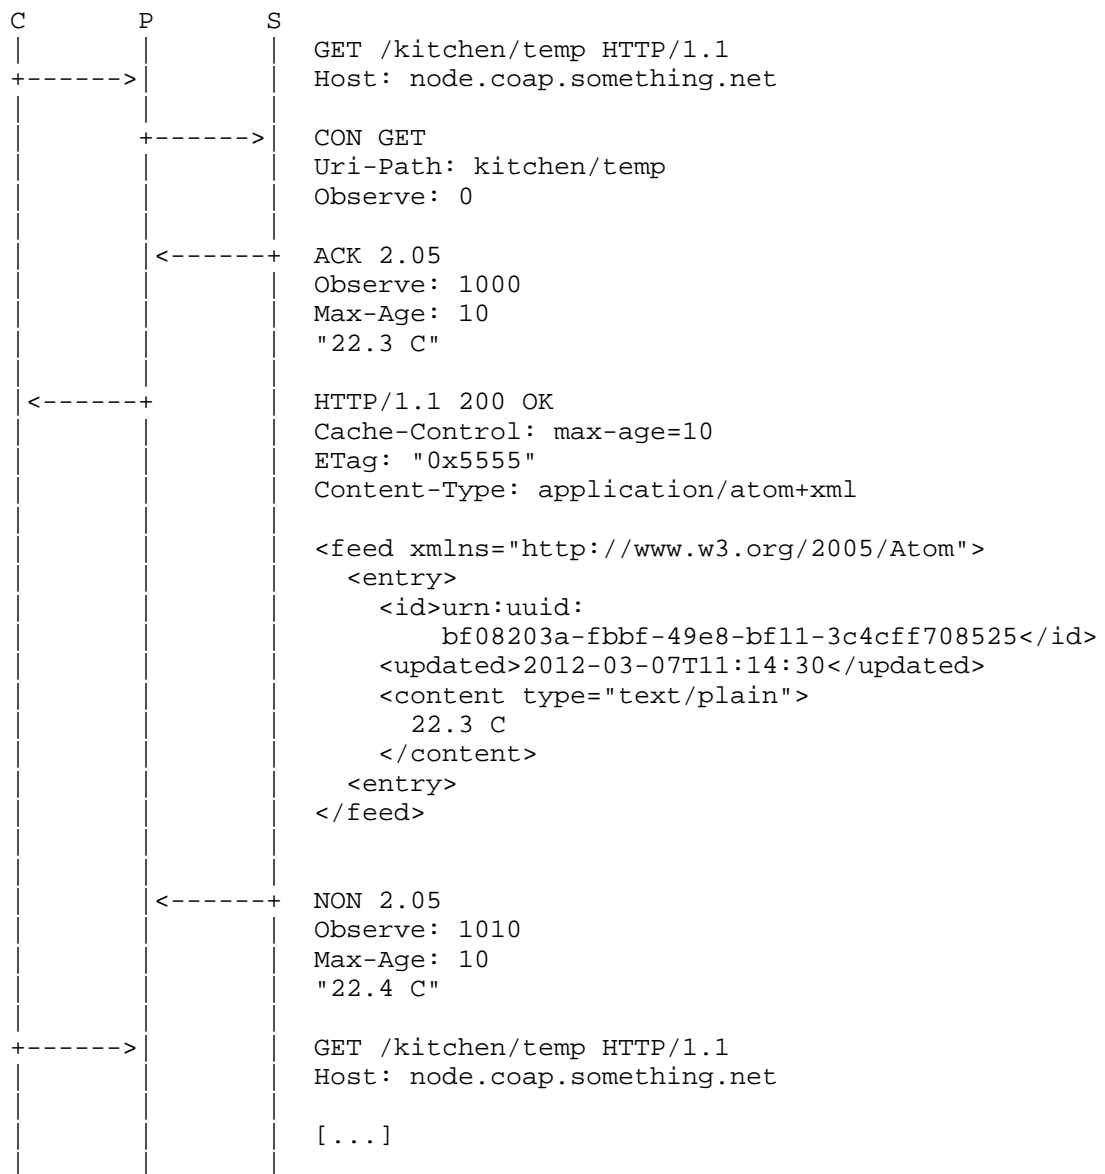 C P S
GET /kitchen/temp HTTP/1.1
Host: node.coap.something.net
CON GET
Uri-Path: kitchen/temp
Observe: 0
ACK 2.05
Observe: 1000
Max-Age: 10
"22.3 C"
HTTP/1.1 200 OK
Cache-Control: max-age=10
ETag: "0x5555"
Content-Type: application/atom+xml
<feed xmlns="http://www.w3.org/2005/Atom">
<entry>
<id>urn:uuid:
bf08203a-fbbf-49e8-bf11-3c4cff708525</id>
<updated>2012-03-07T11:14:30</updated>
<content type="text/plain">
22.3 C
</content>
<entry>
</feed>
NON 2.05
Observe: 1010
Max-Age: 10
"22.4 C"
GET /kitchen/temp HTTP/1.1
Host: node.coap.something.net
[...]